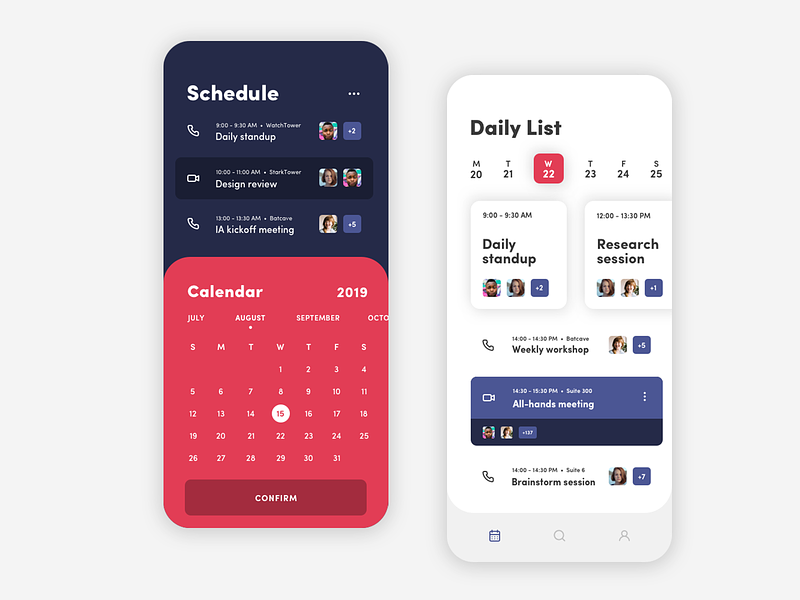 Schedule
9:00 - 9:30 AM • WatchTower
Daily standup
+2
10:00 - 11:00 AM • StarkTower
Design review
13:00 - 13:30 AM • Batcave
IA kickoff meeting
+5
Calendar 2019
JULY AUGUST SEPTEMBER OCTO
S M T W T F S
1 2 3 4
5 6 7 8 9 10 11
12 13 14 15 16 17 18
19 20 21 22 23 24 25
26 27 28 29 30 31
CONFIRM
Daily List
M T W T F S
20 21 22 23 24 25
9:00 - 9:30 AM
Daily
standup
+2
12:00 - 13:30 PM
Research
session
+1
14:00 - 14:30 PM • Batcave
Weekly workshop
+5
14:30 - 15:30 PM • Suite 300
All-hands meeting
+137
14:00 - 14:30 PM • Suite 6
Brainstorm session
+7